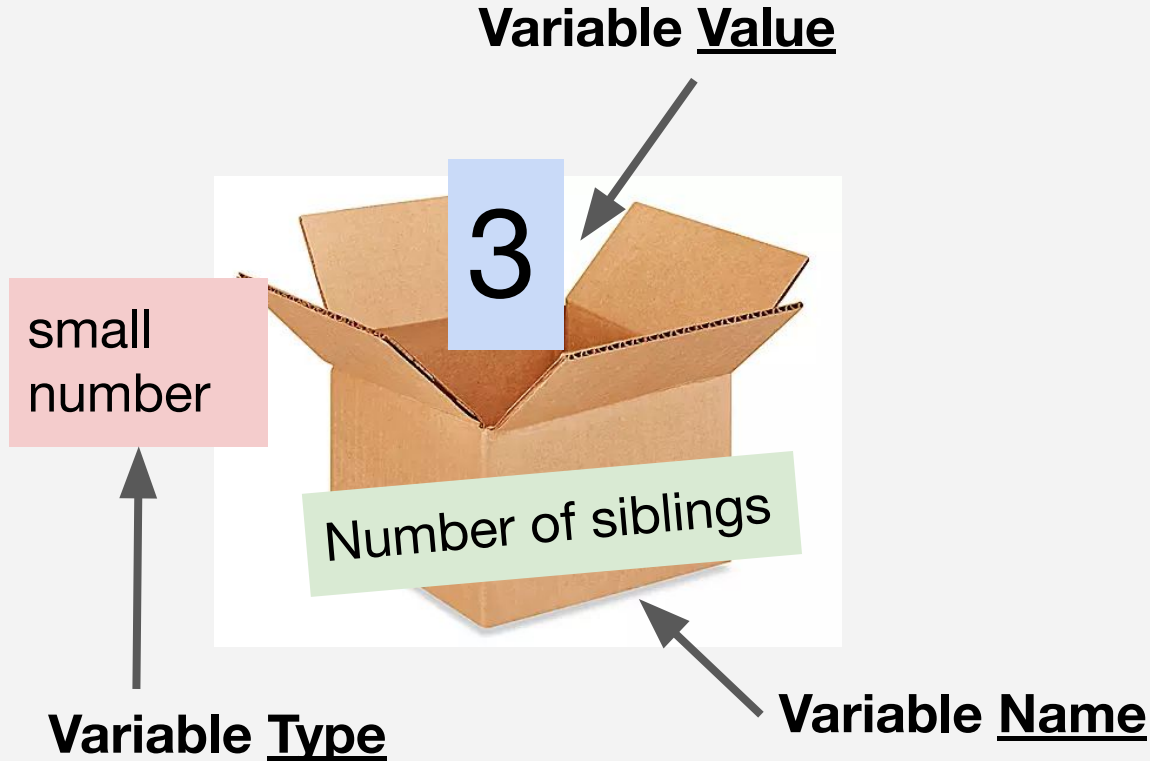 Variable Value
3
small
number
Number of siblings
Variable Name
Variable Type